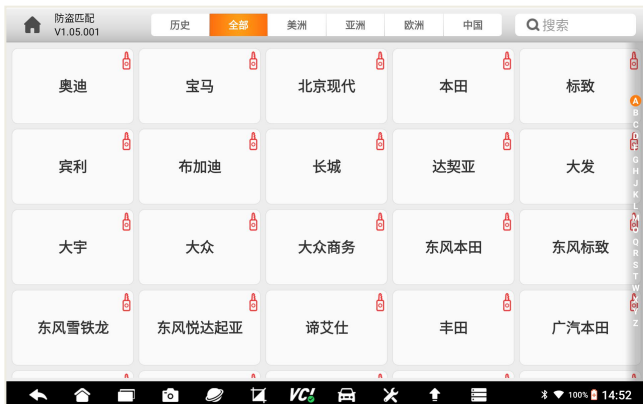 防盗匹配
V1.05.001
历史
全部
美洲
亚洲
欧洲
中国
搜索
奥迪
宝马
北京现代
本田
标致
宾利
布加迪
长城
达契亚
大发
大宇
大众
大众商务
东风本田
东风标致
东风雪铁龙
东风悦达起亚
谛艾仕
丰田
广汽本田
A
B
C
D
F
G
H
J
K
L
M
O
Q
R
S
T
W
X
Y
Z
VCI
100%
14:52